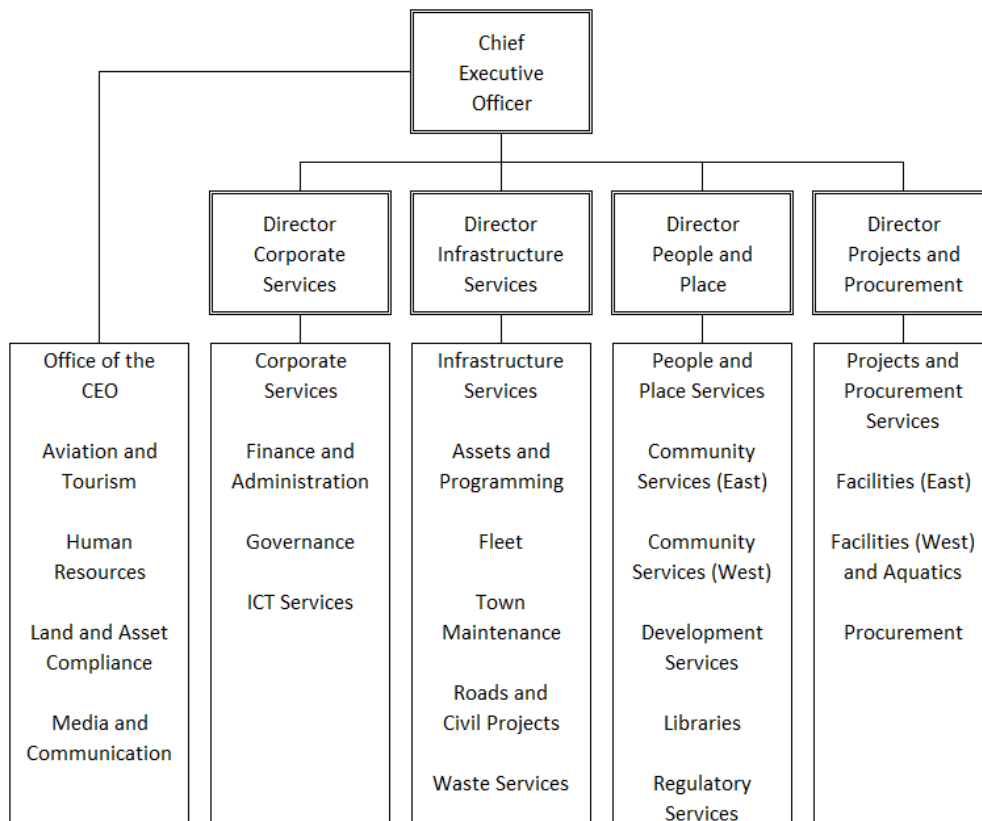 Chief
Executive
Officer
Director
Corporate
Services
Director
Infrastructure
Services
Director
People and
Place
Director
Projects and
Procurement
Office of the
CEO
Aviation and
Tourism
Human
Resources
Land and Asset
Compliance
Media and
Communication
Corporate
Services
Finance and
Administration
Governance
ICT Services
Infrastructure
Services
Assets and
Programming
Fleet
Town
Maintenance
Roads and
Civil Projects
Waste Services
People and
Place Services
Community
Services (East)
Community
Services (West)
Development
Services
Libraries
Regulatory
Services
Projects and
Procurement
Services
Facilities (East)
Facilities (West)
and Aquatics
Procurement